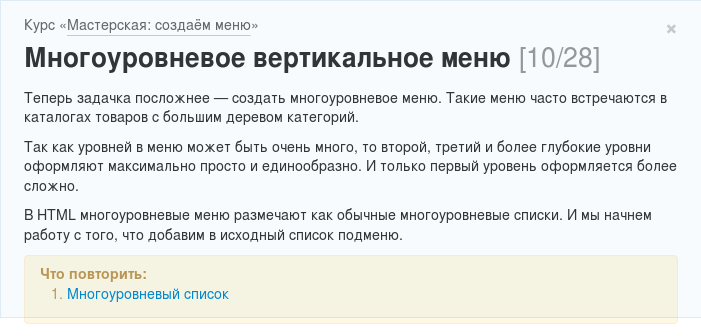 Курс «Мастерская: создаём меню»
×
Многоуровневое вертикальное меню [10/28]
Теперь задачка посложнее — создать многоуровневое меню. Такие меню часто встречаются в
каталогах товаров с большим деревом категорий.
Так как уровней в меню может быть очень много, то второй, третий и более глубокие уровни
оформляют максимально просто и единообразно. И только первый уровень оформляется более
сложно.
В HTML многоуровневые меню размечают как обычные многоуровневые списки. И мы начнем
работу с того, что добавим в исходный список подменю.
Что повторить:
1. Многоуровневый список